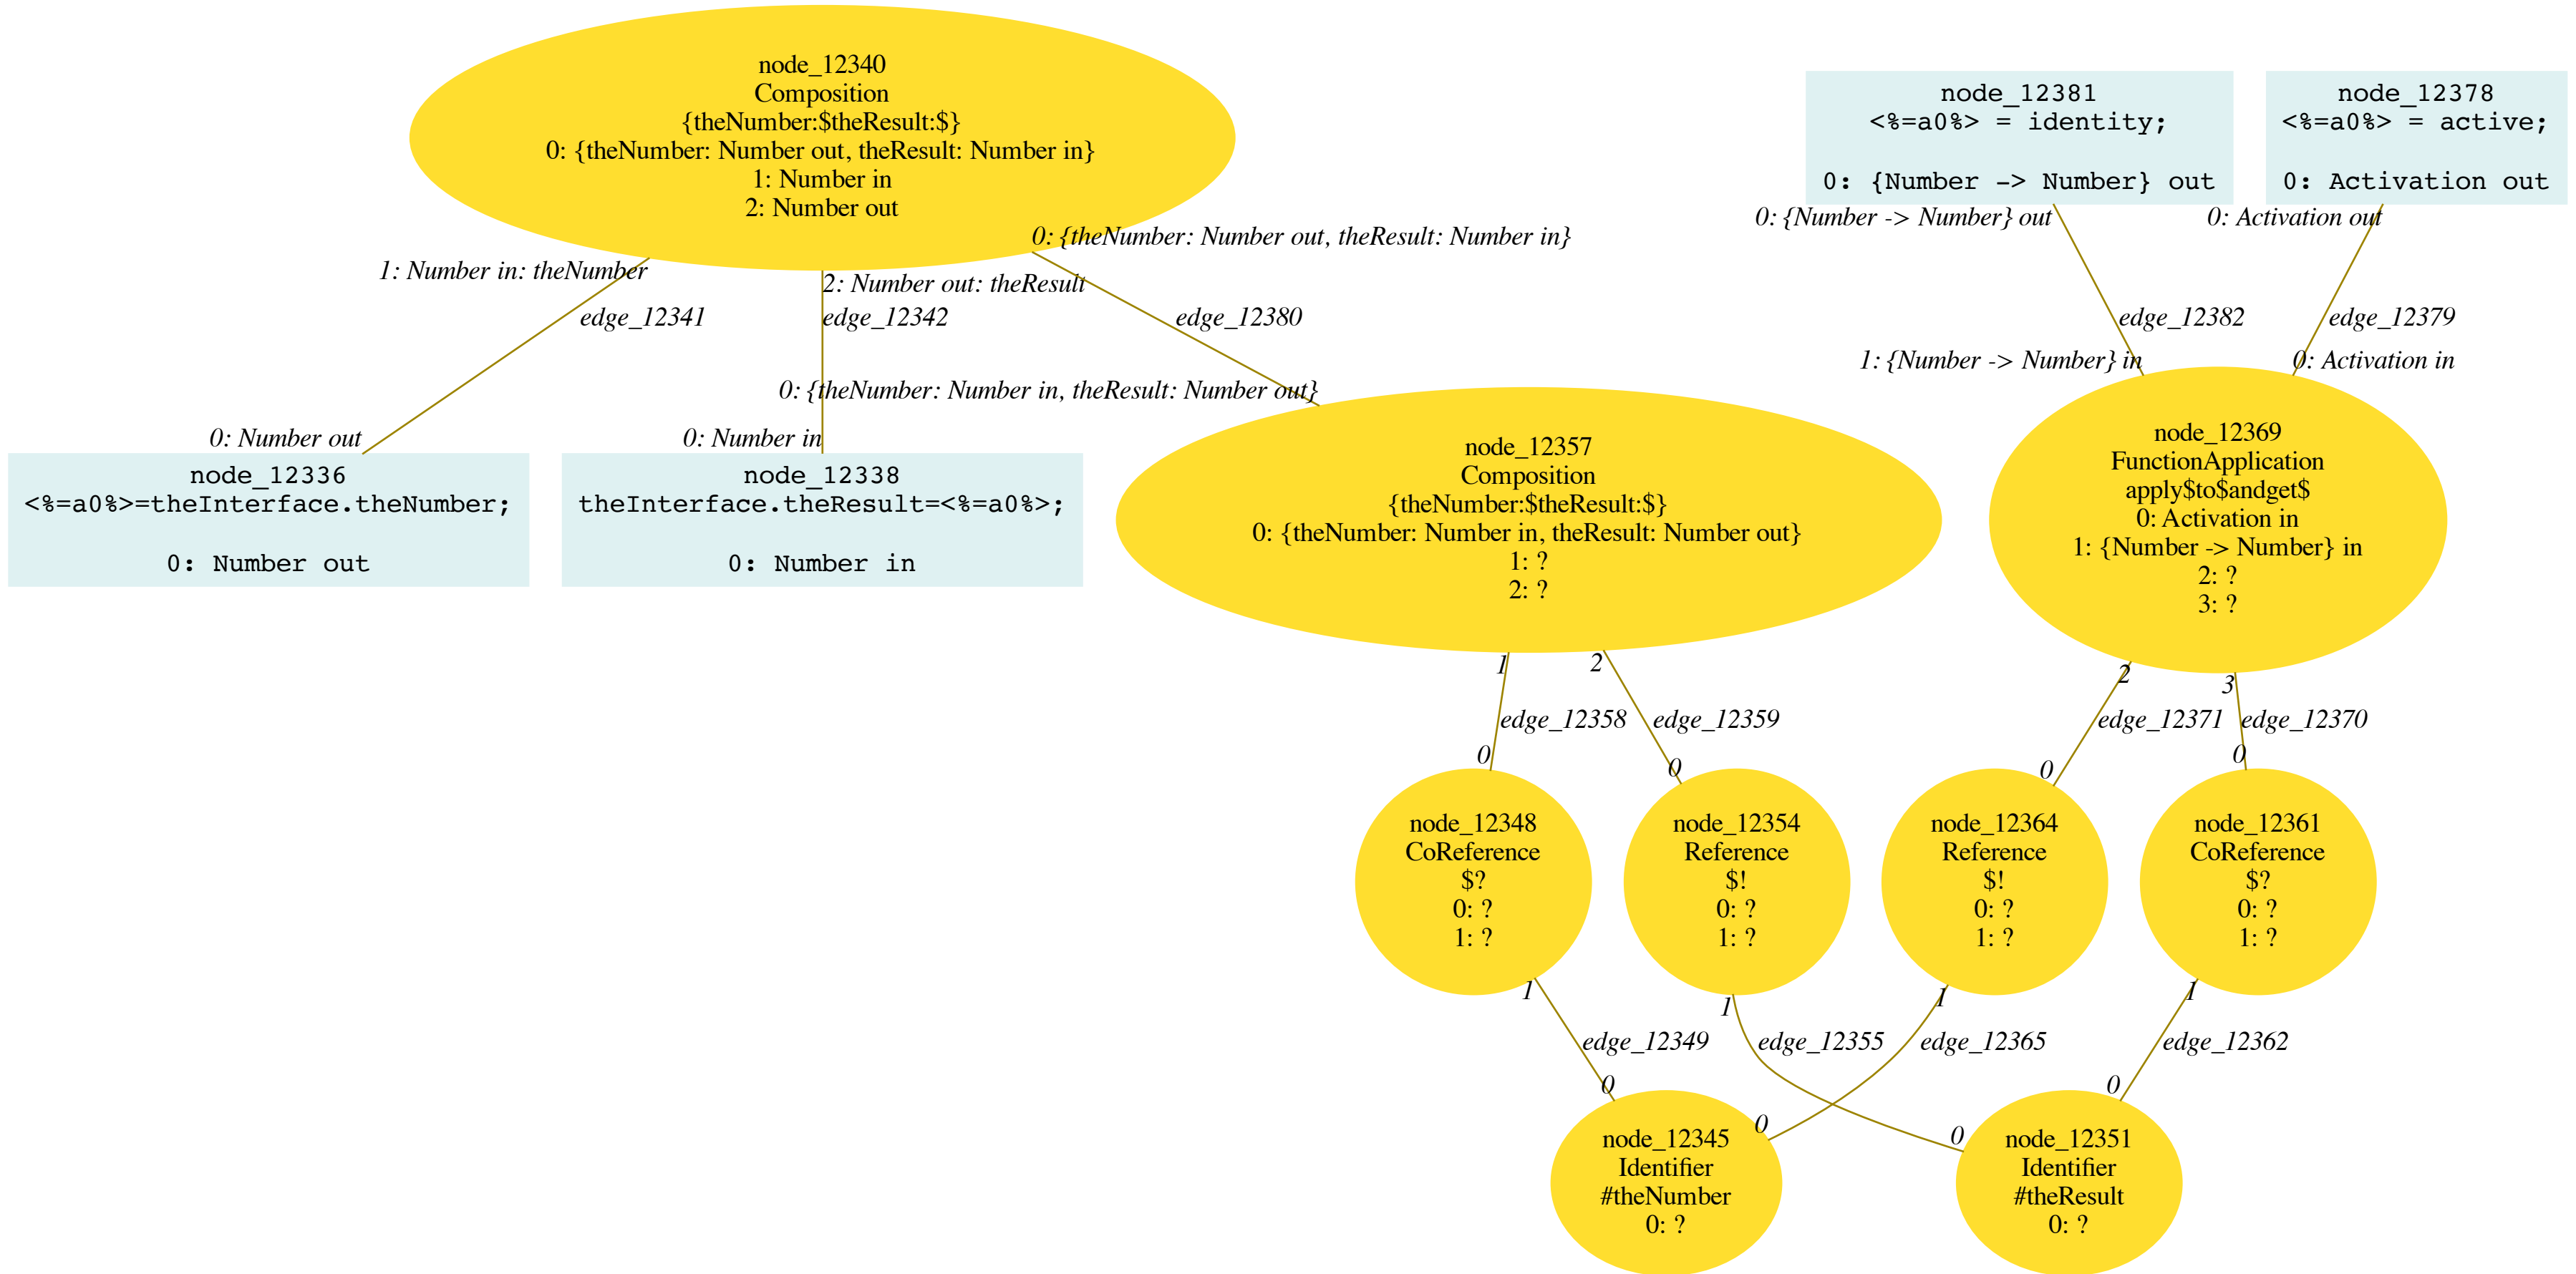 node_12340
Composition
{theNumber:$theResult:$}
0: {theNumber: Number out, theResult: Number in}
1: Number in
2: Number out
node_12381
<%=a0%> = identity;
0: {Number -> Number} out
node_12378
<%=a0%> = active;
0: Activation out
0: {Number -> Number} out
0: Activation out
0: {theNumber: Number out, theResult: Number in}
1: Number in: theNumber
2: Number out: theResult
edge_12341
edge_12342
edge_12380
edge_12382
edge_12379
1: {Number -> Number} in
0: Activation in
0: {theNumber: Number in, theResult: Number out}
0: Number out
0: Number in
node_12336
<%=a0%>=theInterface.theNumber;
0: Number out
node_12338
theInterface.theResult=<%=a0%>;
0: Number in
node_12357
Composition
{theNumber:$theResult:$}
0: {theNumber: Number in, theResult: Number out}
1: ?
2: ?
node_12369
FunctionApplication
apply$to$andget$
0: Activation in
1: {Number -> Number} in
2: ?
3: ?
1
2
2
3
edge_12358
edge_12359
edge_12371
edge_12370
0
0
0
0
node_12348
CoReference
$?
0: ?
1: ?
node_12354
Reference
$!
0: ?
1: ?
node_12364
Reference
$!
0: ?
1: ?
node_12361
CoReference
$?
0: ?
1: ?
1
1
1
1
edge_12349
edge_12355
edge_12365
edge_12362
0
0
0
0
node_12345
Identifier
#theNumber
0: ?
node_12351
Identifier
#theResult
0: ?